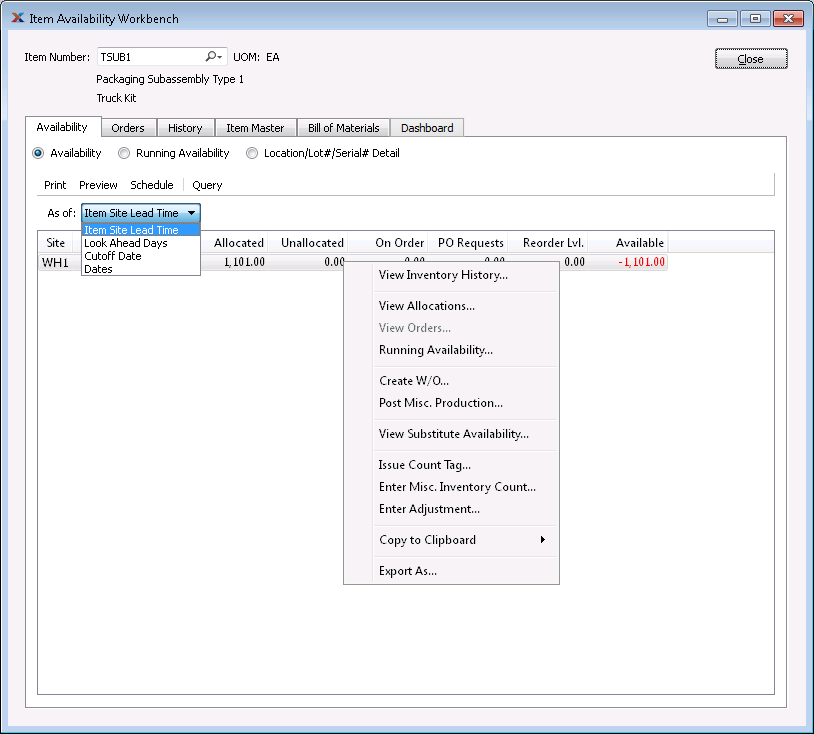 Item Availability Workbench
Item Number: TSUB1 UOM: EA
Close
Packaging Subassembly Type 1
Truck Kit
Availability Orders History Item Master Bill of Materials Dashboard
Availability Running Availability Location/Lot#/Serial# Detail
Print Preview Schedule Query
As of: Item Site Lead Time
Item Site Lead Time
Look Ahead Days
Cutoff Date
Dates
Site Allocated Unallocated On Order PO Requests Reorder Lvl. Available
WH1 1,101.00 0.00 0.00 0.00 0.00 -1,101.00
View Inventory History...
View Allocations...
View Orders...
Running Availability...
Create W/O...
Post Misc. Production...
View Substitute Availability...
Issue Count Tag...
Enter Misc. Inventory Count...
Enter Adjustment...
Copy to Clipboard
Export As...